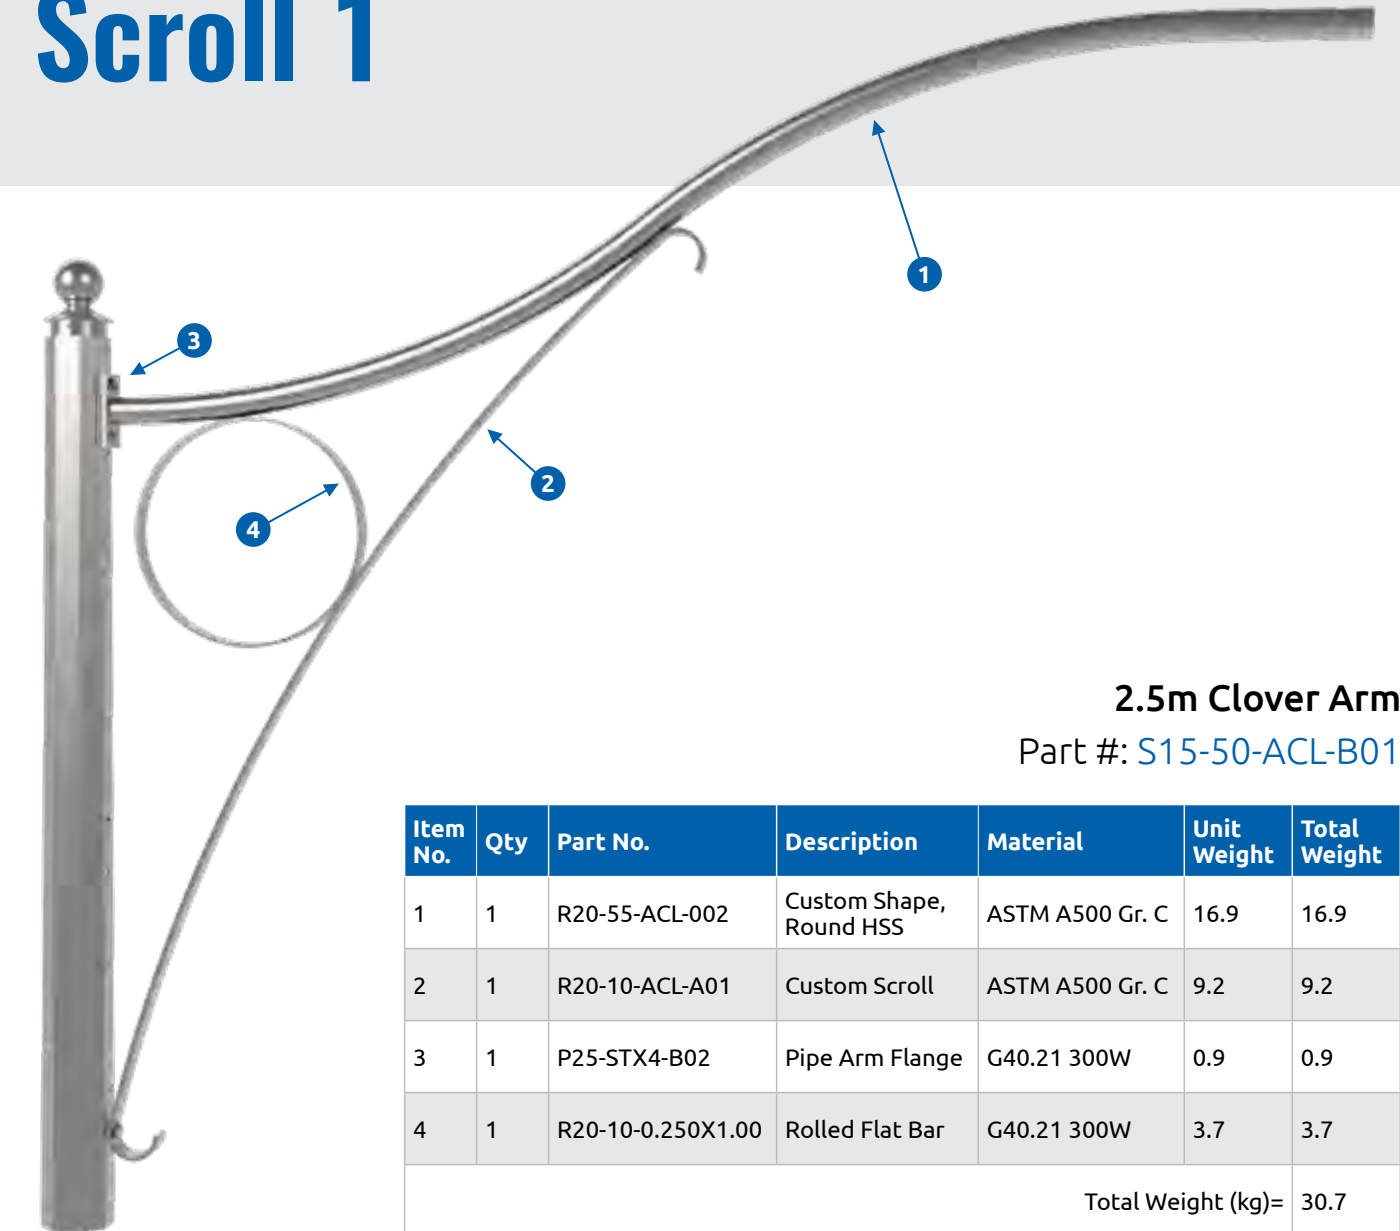 Scroll 1
1
3
2
4
2.5m Clover Arm
Part #: S15-50-ACL-B01
Item No. Qty Part No. Description Material Unit Weight Total Weight
1 1 R20-55-ACL-002 Custom Shape, Round HSS ASTM A500 Gr. C 16.9 16.9
2 1 R20-10-ACL-A01 Custom Scroll ASTM A500 Gr. C 9.2 9.2
3 1 P25-STX4-B02 Pipe Arm Flange G40.21 300W 0.9 0.9
4 1 R20-10-0.250X1.00 Rolled Flat Bar G40.21 300W 3.7 3.7
Total Weight (kg)= 30.7